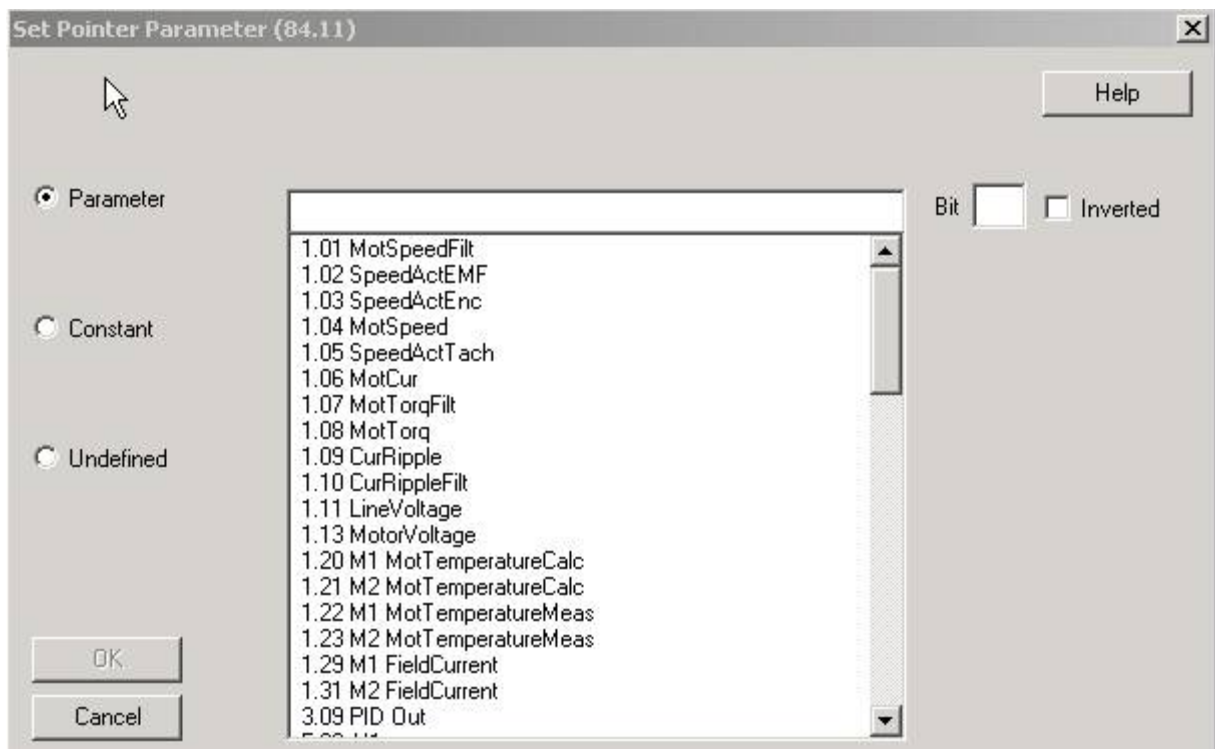 Set Pointer Parameter (84.11)
Help
Parameter
Bit
Inverted
1.01 MotSpeedFilt
1.02 SpeedActEMF
1.03 SpeedActEnc
Constant
1.04 MotSpeed
1.05 SpeedActTach
1.06 MotCur
1.07 MotTorqFilt
1.08 MotTorq
Undefined
1.09 CurRipple
1.10 CurRippleFilt
1.11 LineVoltage
1.13 MotorVoltage
1.20 M1 MotTemperatureCalc
1.21 M2 MotTemperatureCalc
1.22 M1 MotTemperatureMeas
1.23 M2 MotTemperatureMeas
OK
1.29 M1 FieldCurrent
1.31 M2 FieldCurrent
Cancel
3.09 PID Out